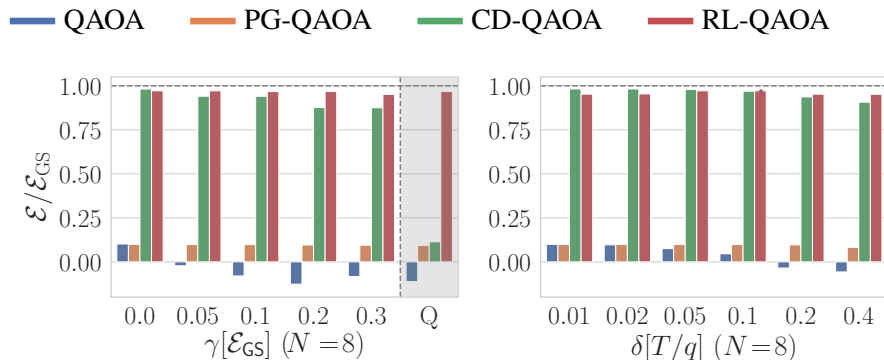 QAOA PG-QAOA CD-QAOA RL-QAOA
1.00 1.00
0.75 0.75
0.50 0.50
0.25 0.25
0.00 0.00
ℰ/ℰ_GS
0.0 0.05 0.1 0.2 0.3 Q
0.01 0.02 0.05 0.1 0.2 0.4
γ[ℰ_GS] (N = 8)
δ[T/q] (N = 8)